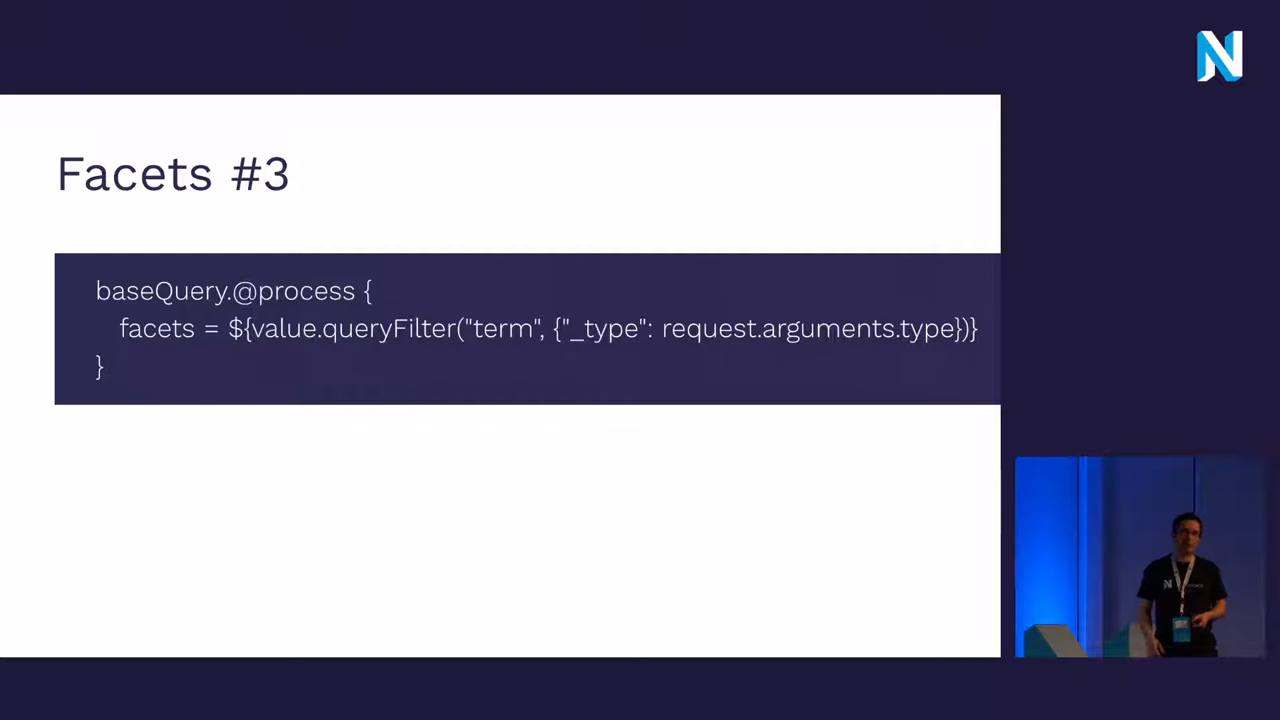 Facets #3
baseQuery.@process {
facets = ${value.queryFilter("term", {"_type": request.arguments.type})}
}